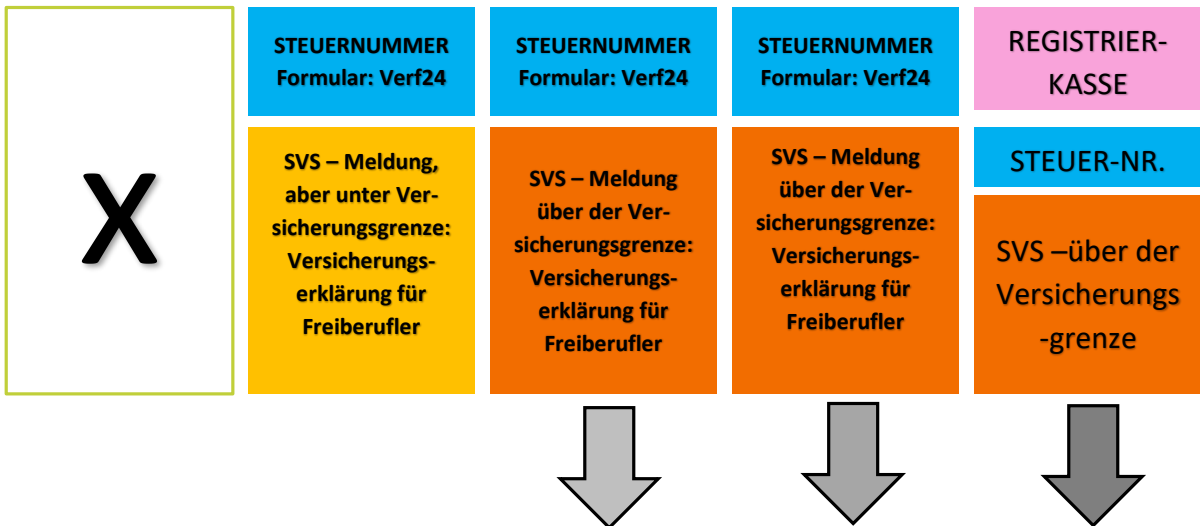 X
STEUERNUMMER
Formular: Verf24
SVS – Meldung,
aber unter Ver-
sicherungsgrenze:
Versicherungs-
erklärung für
Freiberufler
STEUERNUMMER
Formular: Verf24
SVS – Meldung
über der Ver-
sicherungsgrenze:
Versicherungs-
erklärung für
Freiberufler
STEUERNUMMER
Formular: Verf24
SVS – Meldung
über der Ver-
sicherungsgrenze:
Versicherungs-
erklärung für
Freiberufler
REGISTRIER-
KASSE
STEUER-NR.
SVS –über der
Versicherungs
-grenze